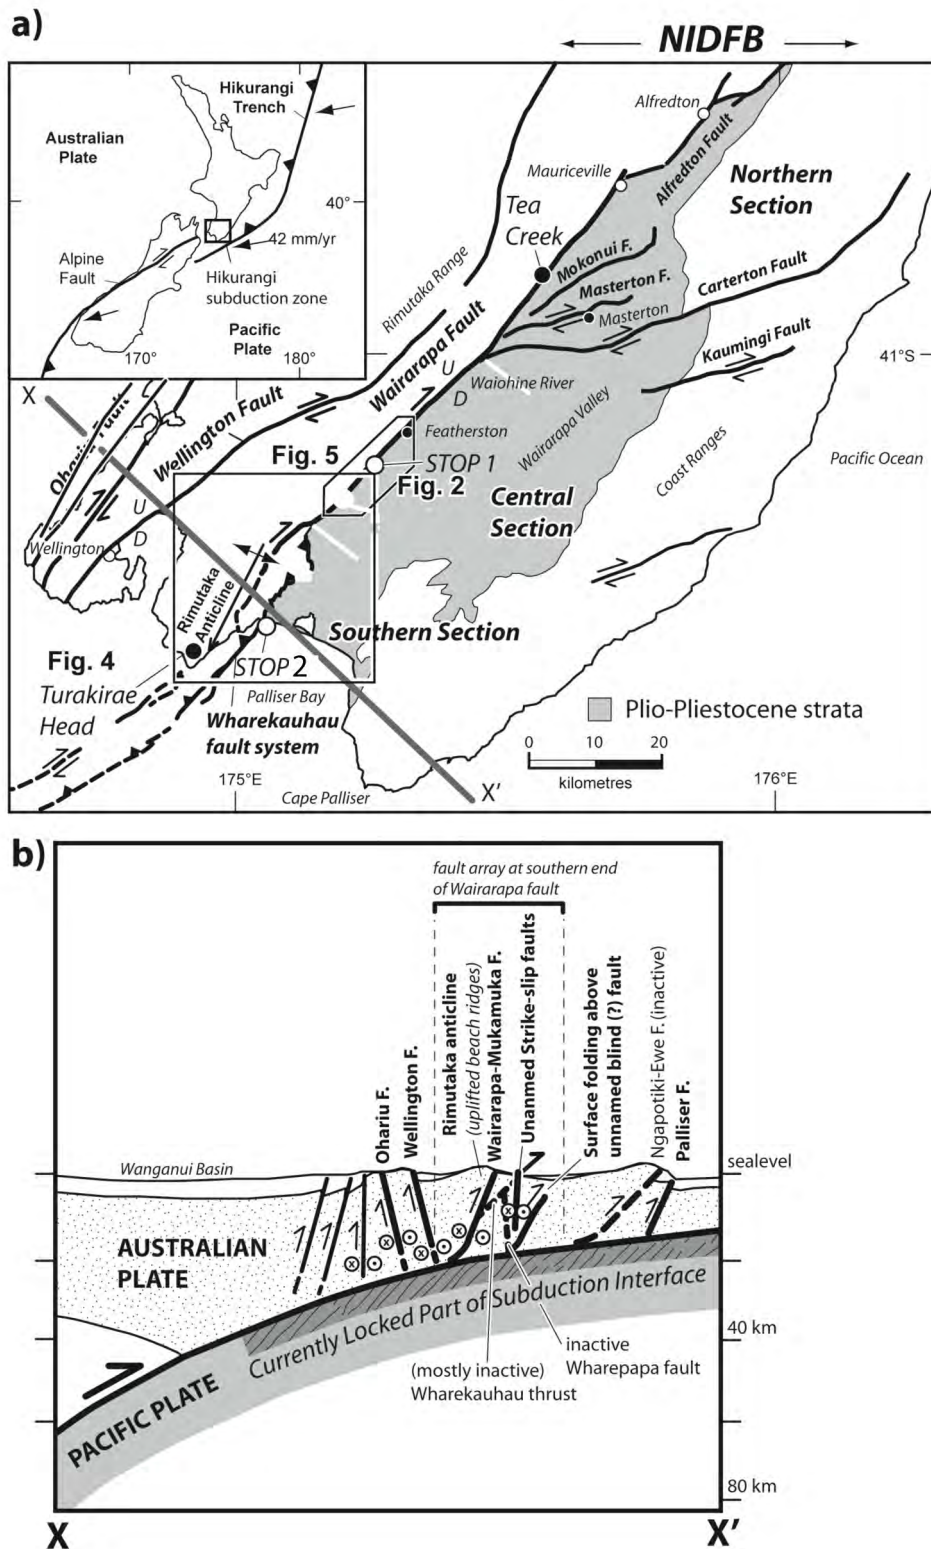 a)
NIDFB
Hikurangi
Trench
Australian
Plate
40°
42 mm/yr
Alpine
Fault
Hikurangi
subduction zone
Pacific
Plate
170°
180°
Alfredton
Alfredton Fault
Mauriceville
Northern
Section
Tea
Creek
Mokonui F.
Masterton F.
Masterton
Carterton Fault
Rimutaka Range
Wairarapa Fault
Kaumingi Fault
41°S
X
U
D
Waiohine River
Wellington Fault
Ohariu Fault
Featherston
Wairarapa Valley
Coast Ranges
Pacific Ocean
Fig. 5
STOP 1
Fig. 2
Central
Section
U
D
Wellington
Rimutaka
Anticline
Southern Section
Fig. 4
STOP 2
Turakirae
Head
Palliser Bay
Wharekauhau
fault system
Plio-Pliestocene strata
0
10
20
kilometres
175°E
176°E
Cape Palliser
X'
b)
fault array at southern end
of Wairarapa fault
Ohariu F.
Wellington F.
Rimutaka anticline
(uplifted beach ridges)
Wairarapa-Mukamuka F.
Unanmed Strike-slip faults
Surface folding above
unnamed blind (?) fault
Ngapotiki-Ewe F. (inactive)
Palliser F.
Wanganui Basin
sealevel
AUSTRALIAN
PLATE
Currently Locked Part of Subduction Interface
40 km
inactive
Wharepapa fault
(mostly inactive)
Wharekauhau thrust
PACIFIC PLATE
80 km
X
X'